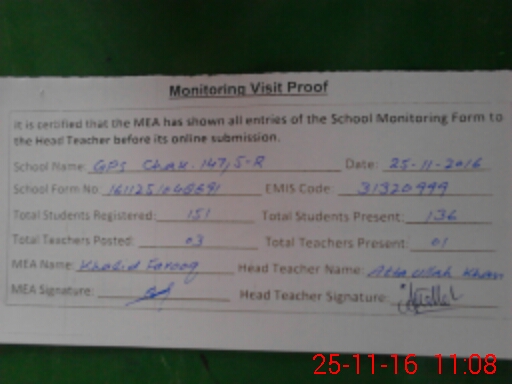 Monitoring Visit Proof
It is certified that the MEA has shown all entries of the School Monitoring Form to
the Head Teacher before its online submission.
School Name: GPS Chak. 147/5-R Date: 25-11-2016
School Form No: EMIS Code: 31320999
Total Students Registered: 151 Total Students Present: 136
Total Teachers Posted: 03 Total Teachers Present: 01
MEA Name: Khalid Farooq Head Teacher Name: Atta ullah Khan
MEA Signature: Head Teacher Signature:
25-11-16 11:08